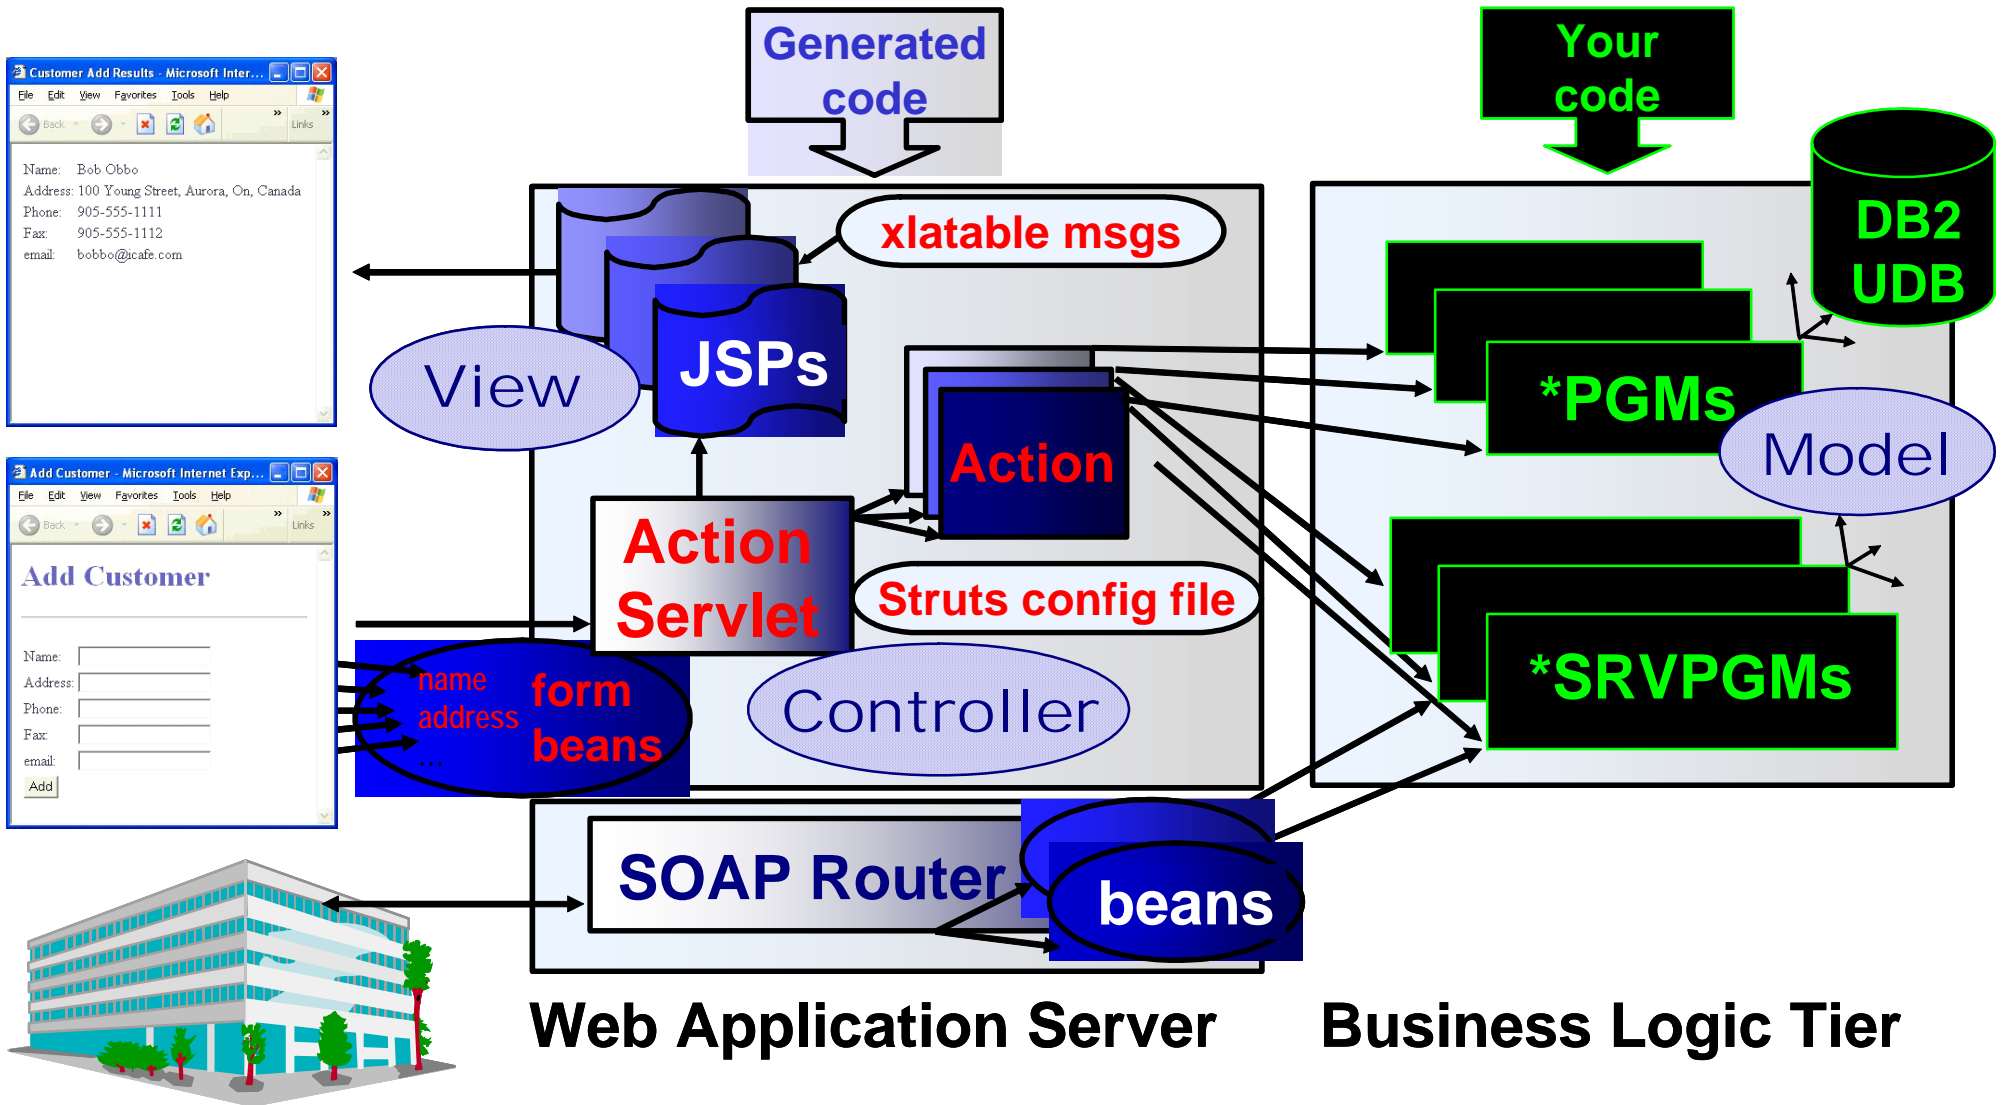 Generated
code
Your
code
Customer Add Results - Microsoft Inter...
File Edit View Favorites Tools Help
Back
»
Links
»
Name: Bob Obbo
Address: 100 Young Street, Aurora, On, Canada
Phone: 905-555-1111
Fax: 905-555-1112
email: bobbo@icafe.com
xlatable msgs
JSPs
View
Action
Action
Servlet
Struts config file
Controller
DB2
UDB
*PGMs
Model
*SRVPGMs
Add Customer - Microsoft Internet Exp...
File Edit View Favorites Tools Help
Back
»
Links
»
Add Customer
Name:
Address:
Phone:
Fax:
email:
Add
name
address
...
form
beans
SOAP Router
beans
Web Application Server
Business Logic Tier